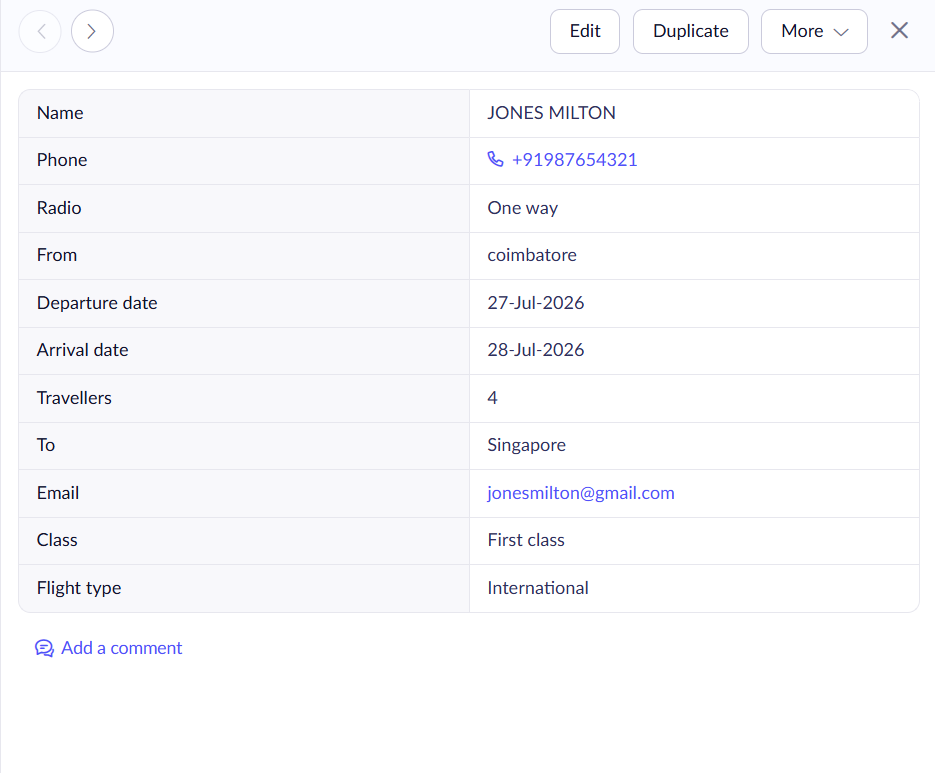 Edit Duplicate More
Name JONES MILTON
Phone +91987654321
Radio One way
From coimbatore
Departure date 27-Jul-2026
Arrival date 28-Jul-2026
Travellers 4
To Singapore
Email jonesmilton@gmail.com
Class First class
Flight type International
Add a comment